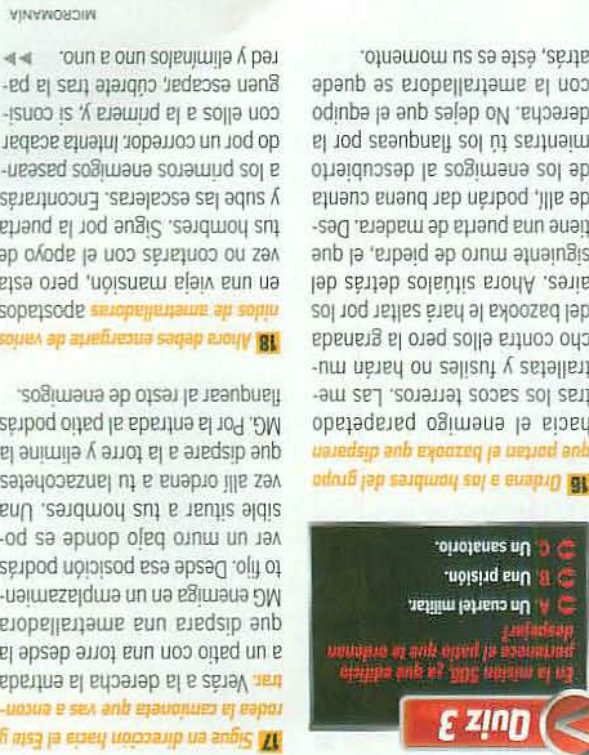 Quiz 3
En la misión SOB, ¿a qué edificio
pertenece el patio que te ordenan
despejar?
A Un cuartel militar.
B Una prisión.
C Un sanatorio.
16 Ordena a los hombres del grupo
que portan el bazooka que disparen
hacia el enemigo parapetado
tras los sacos terreros. Las me-
tralletas y fusiles no harán mu-
cho contra ellos pero la granada
del bazooka le hará saltar por los
aires. Ahora sitúalos detrás del
siguiente muro de piedra, el que
tiene una puerta de madera. Des-
de allí, podrán dar buena cuenta
de los enemigos al descubierto
mientras tú los flanqueas por la
derecha. No dejes que el equipo
con la ametralladora se quede
atrás, éste es su momento.
17 Sigue en dirección hacia el Este y
rodea la camioneta que vas a encon-
trar. Verás a la derecha la entrada
a un patio con una torre desde la
que dispara una ametralladora
MG enemiga en un emplazamien-
to fijo. Desde esa posición podrás
ver un muro bajo donde es po-
sible situar a tus hombres. Una
vez allí ordena a tu lanzacohetes
que dispare a la torre y elimine la
MG. Por la entrada al patio podrás
flanquear al resto de enemigos.
18 Ahora debes encargarte de varios
nidos de ametralladoras apostados
en una vieja mansión, pero esta
vez no contarás con el apoyo de
tus hombres. Sigue por la puerta
y sube las escaleras. Encontrarás
a los primeros enemigos pasean-
do por un corredor. Intenta acabar
con ellos a la primera y, si consi-
guen escapar, cúbrete tras la pa-
red y elimínalos uno a uno.
MICROMANÍA